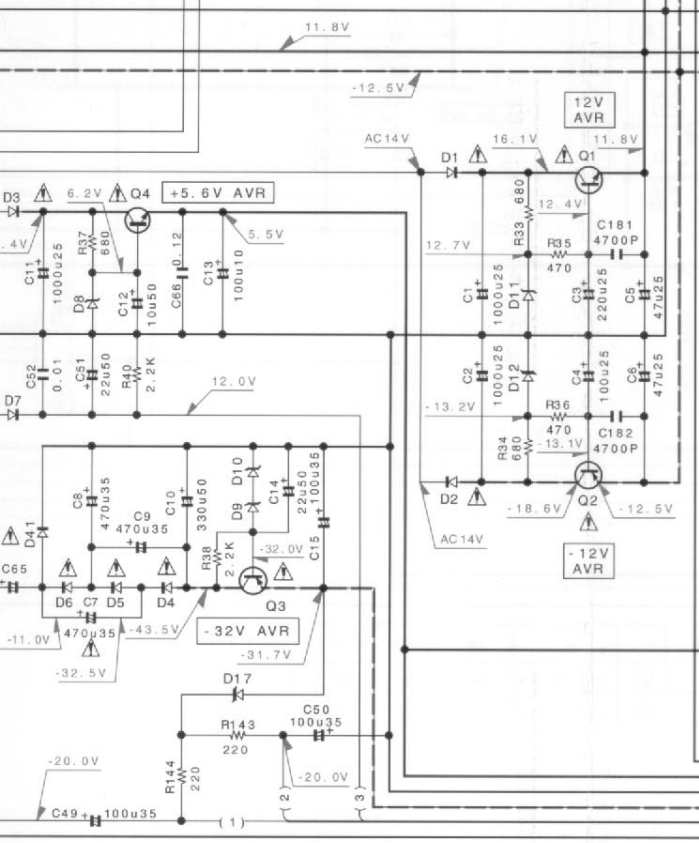 11.8V
-12.5V
12V
AVR
AC14V
D1
16.1V
Q1
11.8V
D3
6.2V
Q4
+5.6V AVR
680
12.4V
C181
4700P
.4V
R37
680
0.12
5.5V
12.7V
R33
R35
470
C11
1000u25
D8
C12
10u50
C66
C13
100u10
C1
1000u25
D11
C3
220u25
C5
47u25
C52
0.01
C51
22u50
R40
2.2K
12.0V
C2
1000u25
D12
C4
100u25
C6
47u25
D7
-13.2V
R36
470
C182
4700P
R34
680
-13.1V
D41
C8
470u35
C9
470u35
C10
330u50
D10
D9
C14
22u50
100u35
C15
D2
-18.6V
Q2
-12.5V
AC14V
-12V
AVR
C65
R38
2.2K
-32.0V
D6
C7
D5
D4
Q3
-11.0V
470u35
-43.5V
-32V AVR
-32.5V
-31.7V
D17
C50
100u35
R143
220
-20.0V
R144
220
-20.0V
(2)
(3)
C49
100u35
(1)